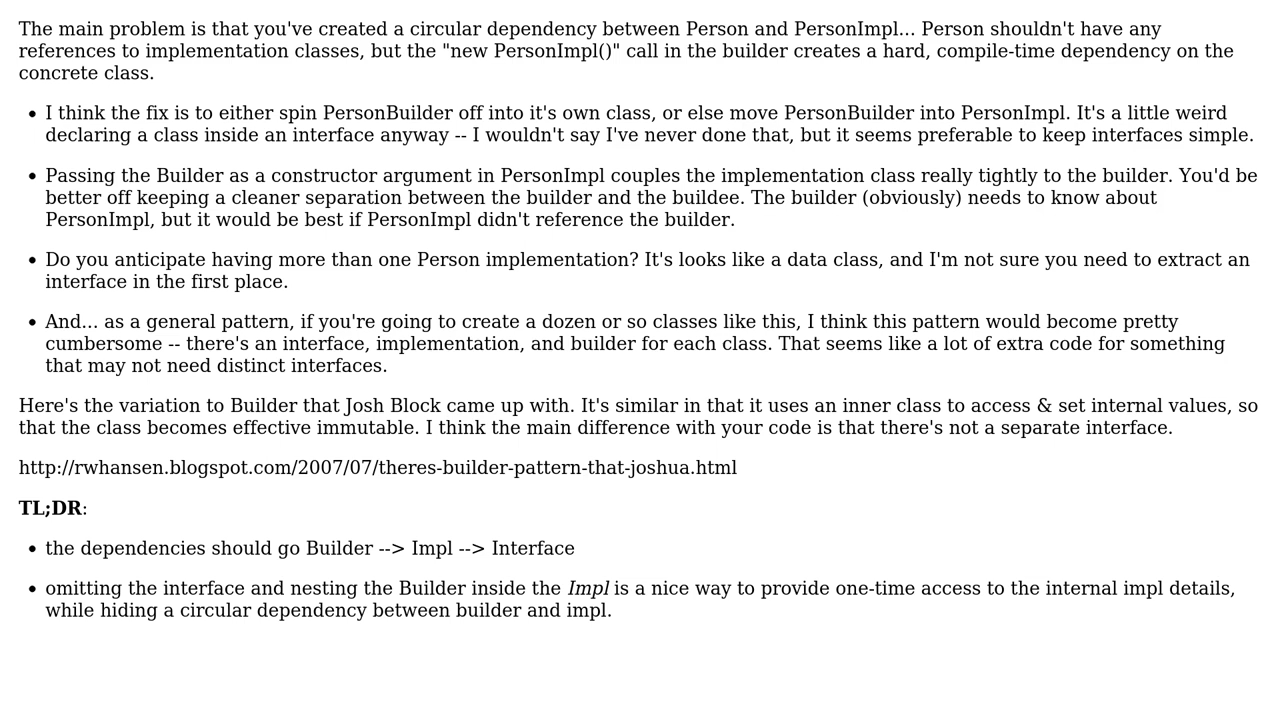 The main problem is that you've created a circular dependency between Person and PersonImpl... Person shouldn't have any
references to implementation classes, but the "new PersonImpl()" call in the builder creates a hard, compile-time dependency on the
concrete class.
• I think the fix is to either spin PersonBuilder off into it's own class, or else move PersonBuilder into PersonImpl. It's a little weird
declaring a class inside an interface anyway -- I wouldn't say I've never done that, but it seems preferable to keep interfaces simple.
• Passing the Builder as a constructor argument in PersonImpl couples the implementation class really tightly to the builder. You'd be
better off keeping a cleaner separation between the builder and the buildee. The builder (obviously) needs to know about
PersonImpl, but it would be best if PersonImpl didn't reference the builder.
• Do you anticipate having more than one Person implementation? It's looks like a data class, and I'm not sure you need to extract an
interface in the first place.
• And... as a general pattern, if you're going to create a dozen or so classes like this, I think this pattern would become pretty
cumbersome -- there's an interface, implementation, and builder for each class. That seems like a lot of extra code for something
that may not need distinct interfaces.
Here's the variation to Builder that Josh Block came up with. It's similar in that it uses an inner class to access & set internal values, so
that the class becomes effective immutable. I think the main difference with your code is that there's not a separate interface.
http://rwhansen.blogspot.com/2007/07/theres-builder-pattern-that-joshua.html
TL;DR:
• the dependencies should go Builder --> Impl --> Interface
• omitting the interface and nesting the Builder inside the Impl is a nice way to provide one-time access to the internal impl details,
while hiding a circular dependency between builder and impl.